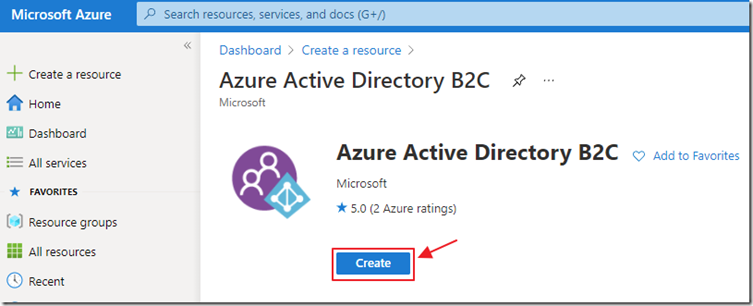 Microsoft Azure
Search resources, services, and docs (G+/)
«
Create a resource
Home
Dashboard
All services
FAVORITES
Resource groups
All resources
Recent
Dashboard > Create a resource >
Azure Active Directory B2C ...
Microsoft
Azure Active Directory B2C
Add to Favorites
Microsoft
5.0 (2 Azure ratings)
Create